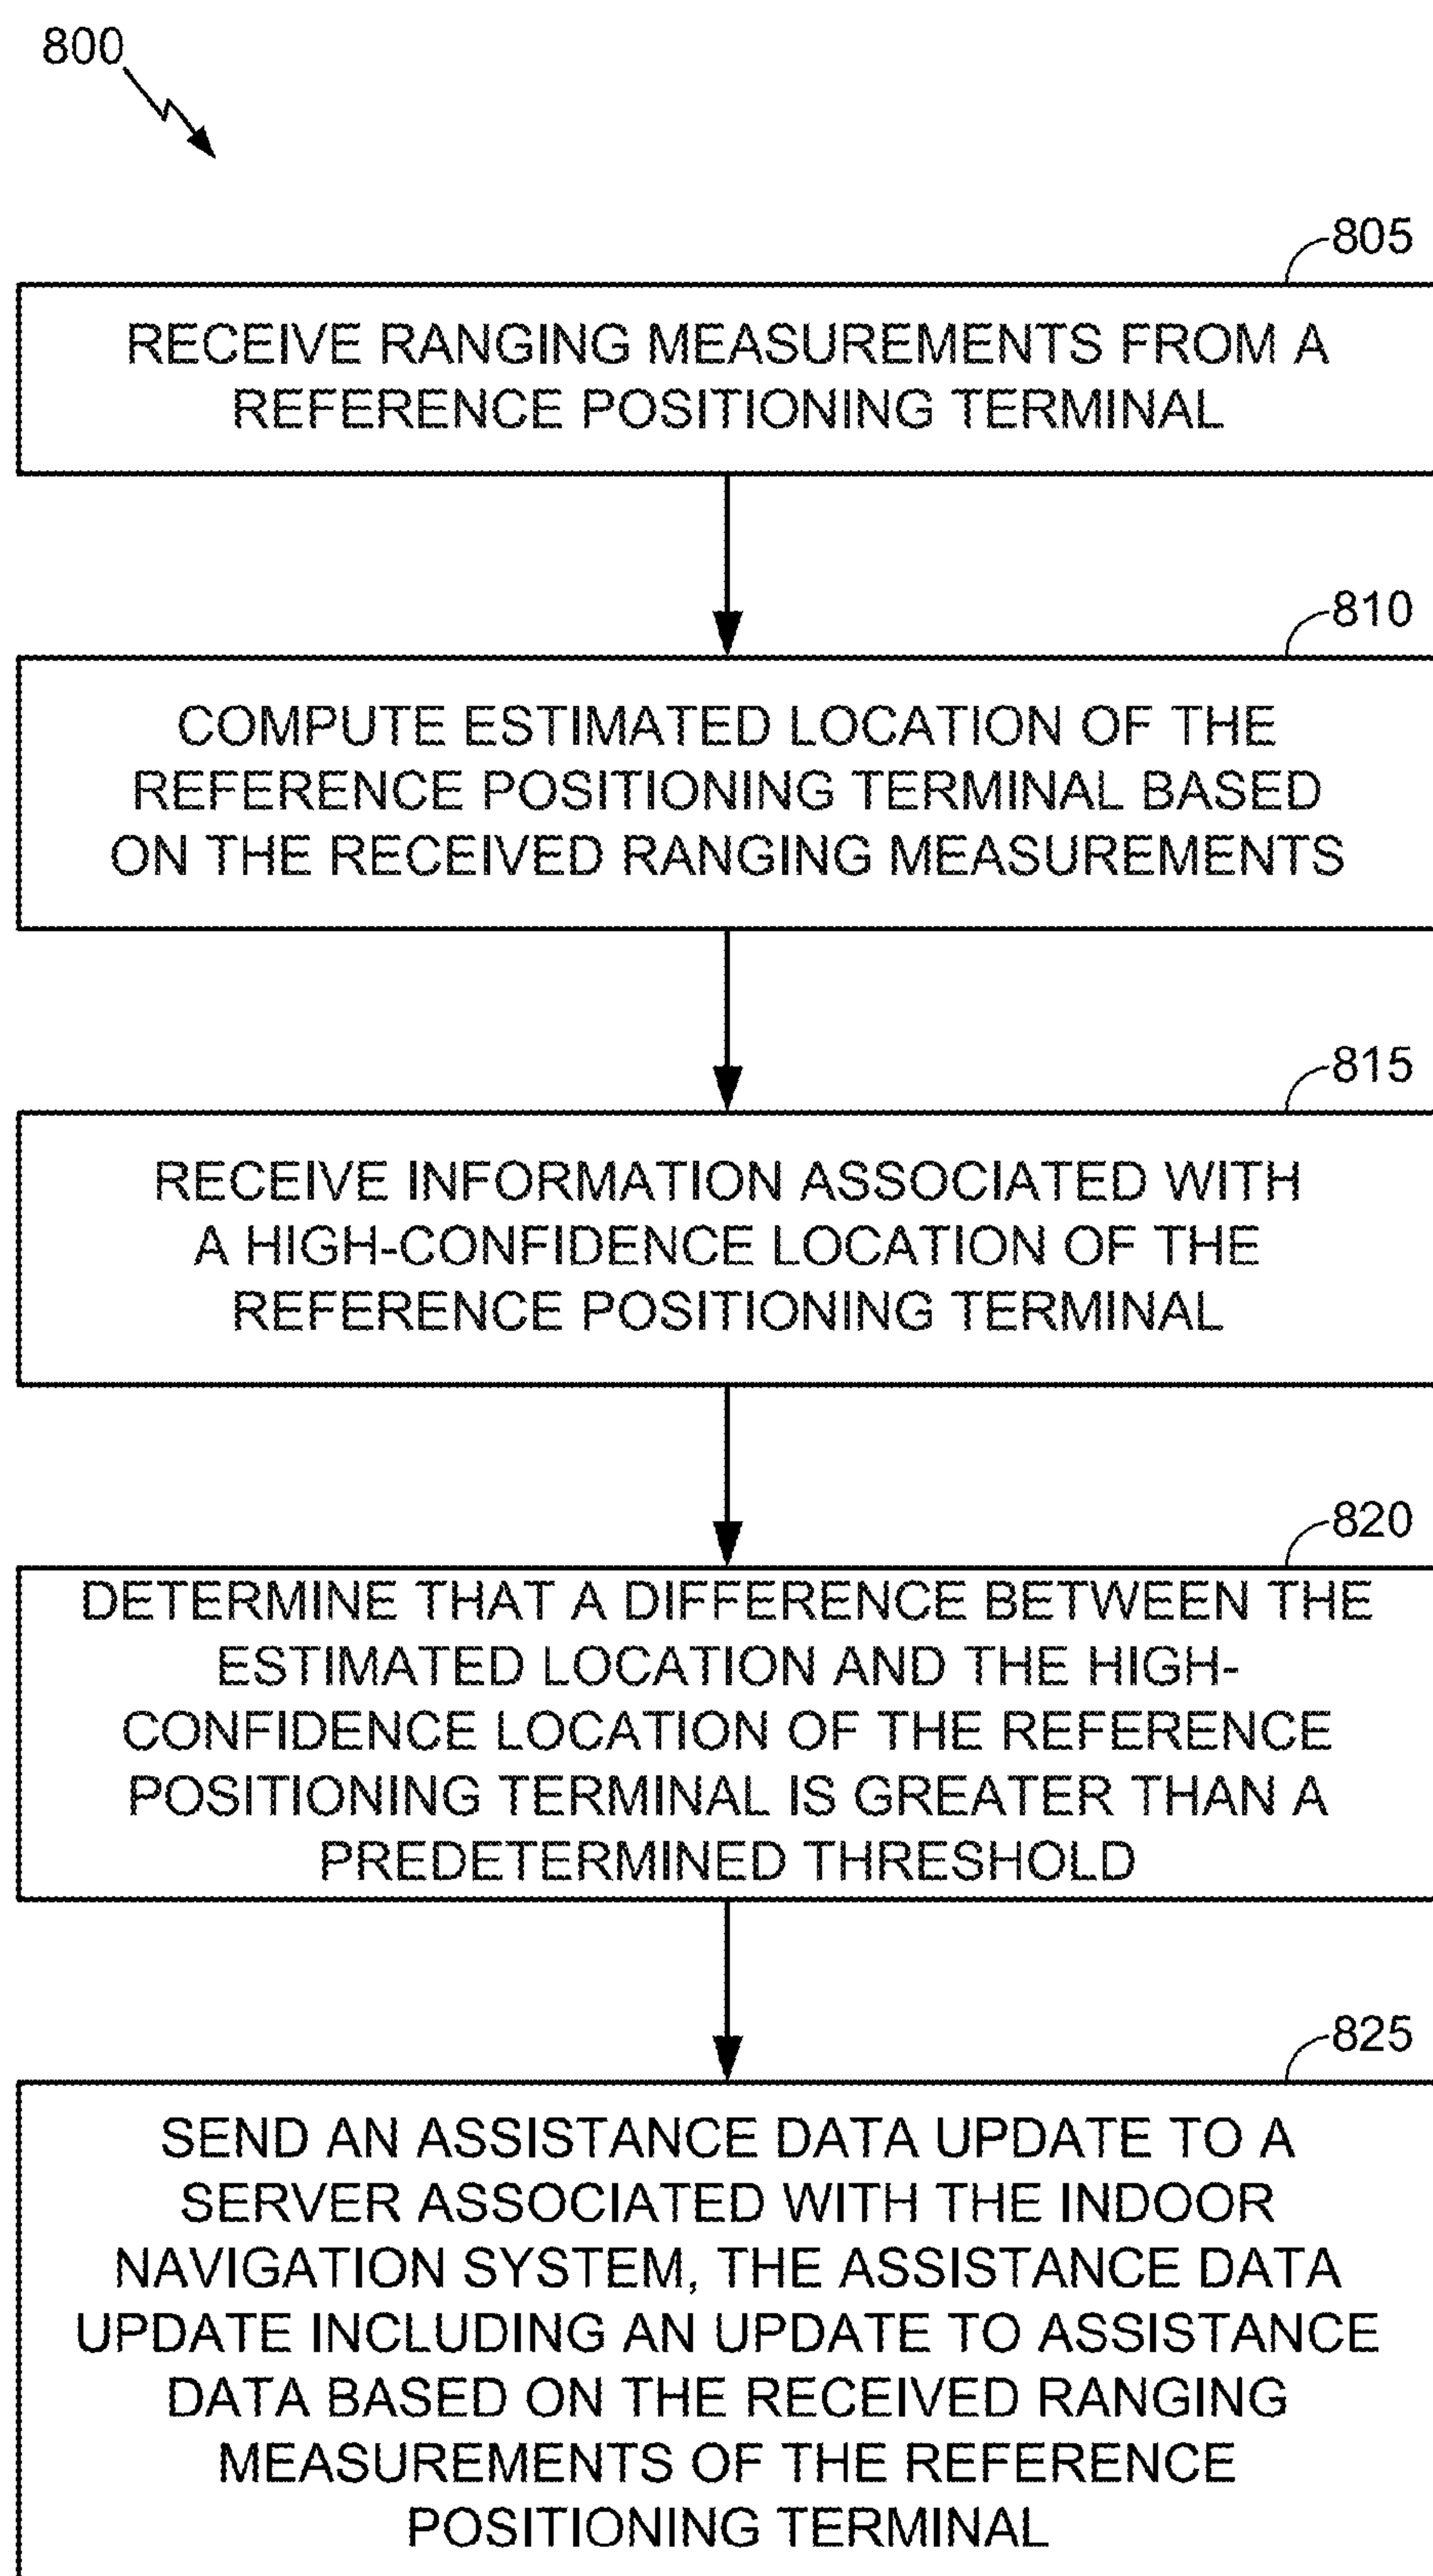 800
805
RECEIVE RANGING MEASUREMENTS FROM A
REFERENCE POSITIONING TERMINAL
810
COMPUTE ESTIMATED LOCATION OF THE
REFERENCE POSITIONING TERMINAL BASED
ON THE RECEIVED RANGING MEASUREMENTS
815
RECEIVE INFORMATION ASSOCIATED WITH
A HIGH-CONFIDENCE LOCATION OF THE
REFERENCE POSITIONING TERMINAL
820
DETERMINE THAT A DIFFERENCE BETWEEN THE
ESTIMATED LOCATION AND THE HIGH-
CONFIDENCE LOCATION OF THE REFERENCE
POSITIONING TERMINAL IS GREATER THAN A
PREDETERMINED THRESHOLD
825
SEND AN ASSISTANCE DATA UPDATE TO A
SERVER ASSOCIATED WITH THE INDOOR
NAVIGATION SYSTEM, THE ASSISTANCE DATA
UPDATE INCLUDING AN UPDATE TO ASSISTANCE
DATA BASED ON THE RECEIVED RANGING
MEASUREMENTS OF THE REFERENCE
POSITIONING TERMINAL